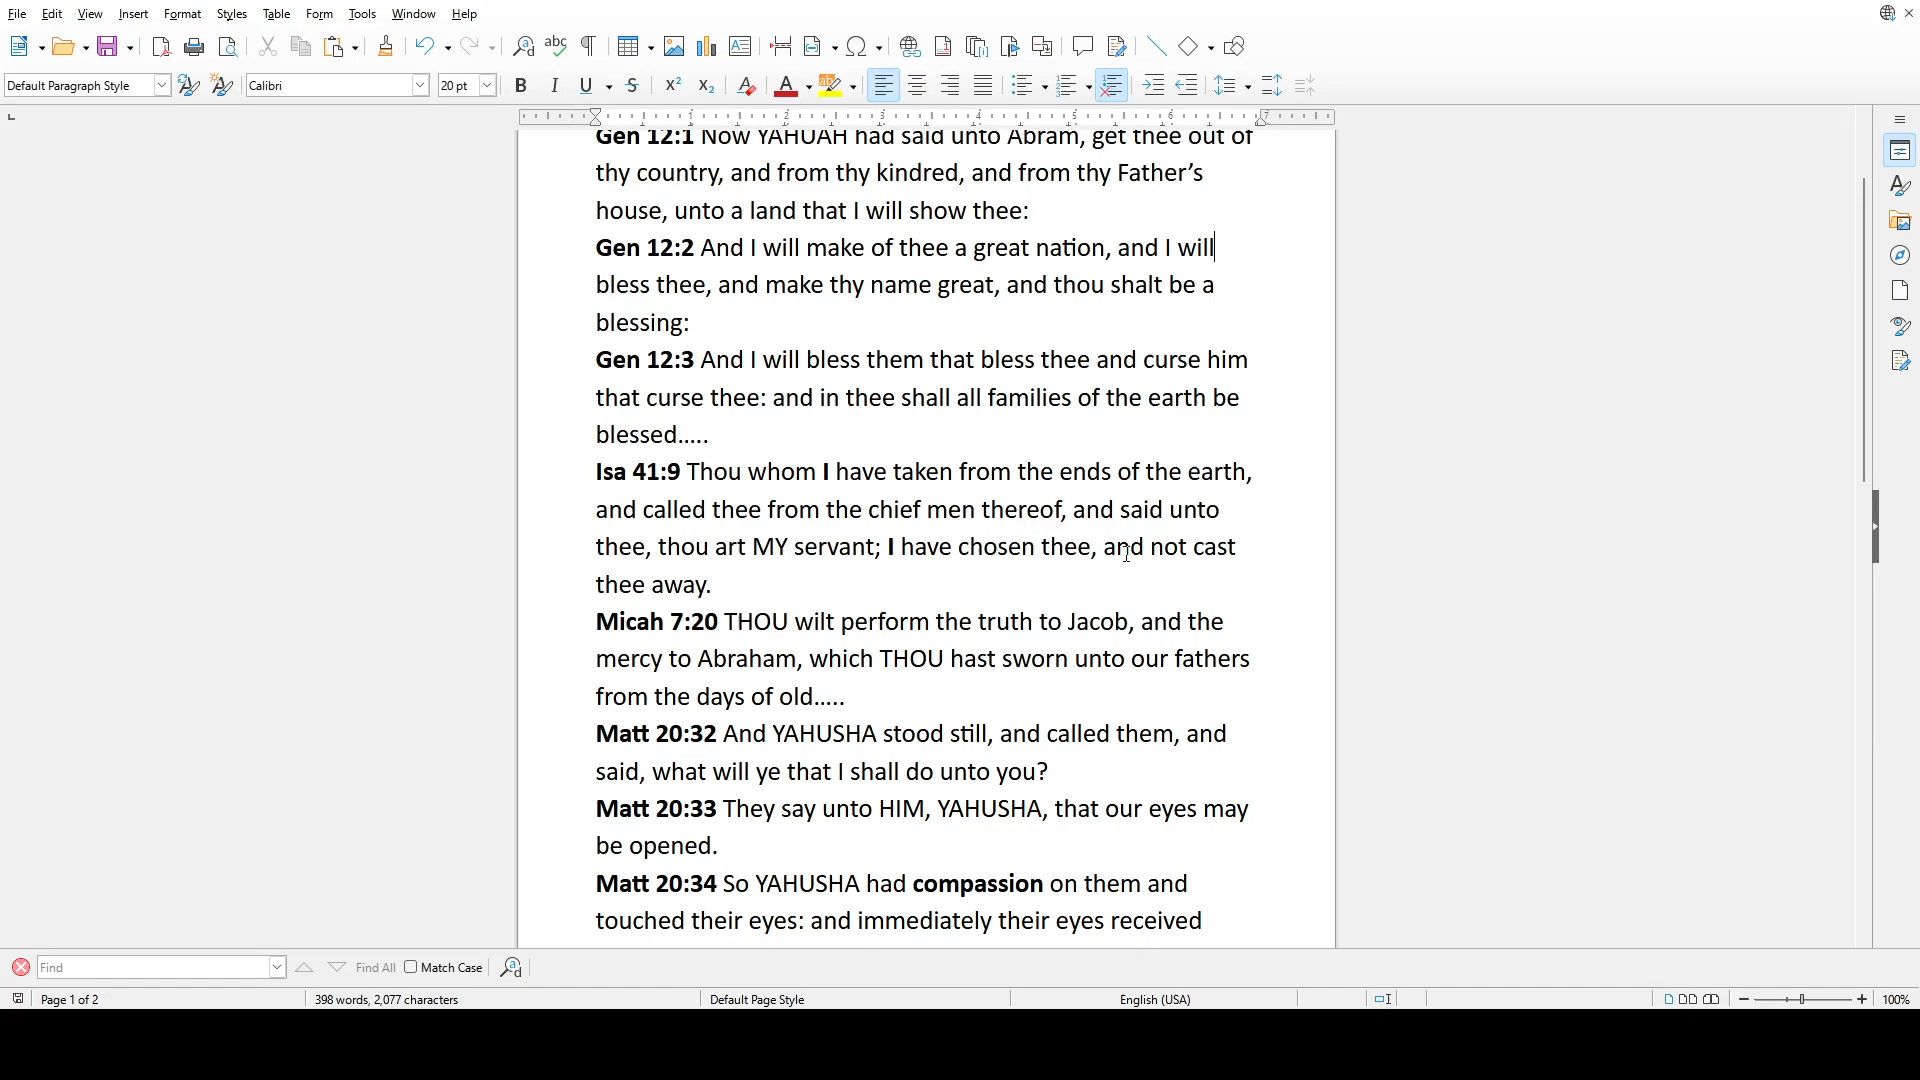 File Edit View Insert Format Styles Table Form Tools Window Help
Default Paragraph Style Calibri 20 pt
1 2 3 4 5 6 7
Gen 12:1 Now YAHUAH had said unto Abram, get thee out of
thy country, and from thy kindred, and from thy Father’s
house, unto a land that I will show thee:
Gen 12:2 And I will make of thee a great nation, and I will
bless thee, and make thy name great, and thou shalt be a
blessing:
Gen 12:3 And I will bless them that bless thee and curse him
that curse thee: and in thee shall all families of the earth be
blessed…..
Isa 41:9 Thou whom I have taken from the ends of the earth,
and called thee from the chief men thereof, and said unto
thee, thou art MY servant; I have chosen thee, and not cast
thee away.
Micah 7:20 THOU wilt perform the truth to Jacob, and the
mercy to Abraham, which THOU hast sworn unto our fathers
from the days of old…..
Matt 20:32 And YAHUSHA stood still, and called them, and
said, what will ye that I shall do unto you?
Matt 20:33 They say unto HIM, YAHUSHA, that our eyes may
be opened.
Matt 20:34 So YAHUSHA had compassion on them and
touched their eyes: and immediately their eyes received
Find Find All Match Case
Page 1 of 2 398 words, 2,077 characters Default Page Style English (USA) 100%